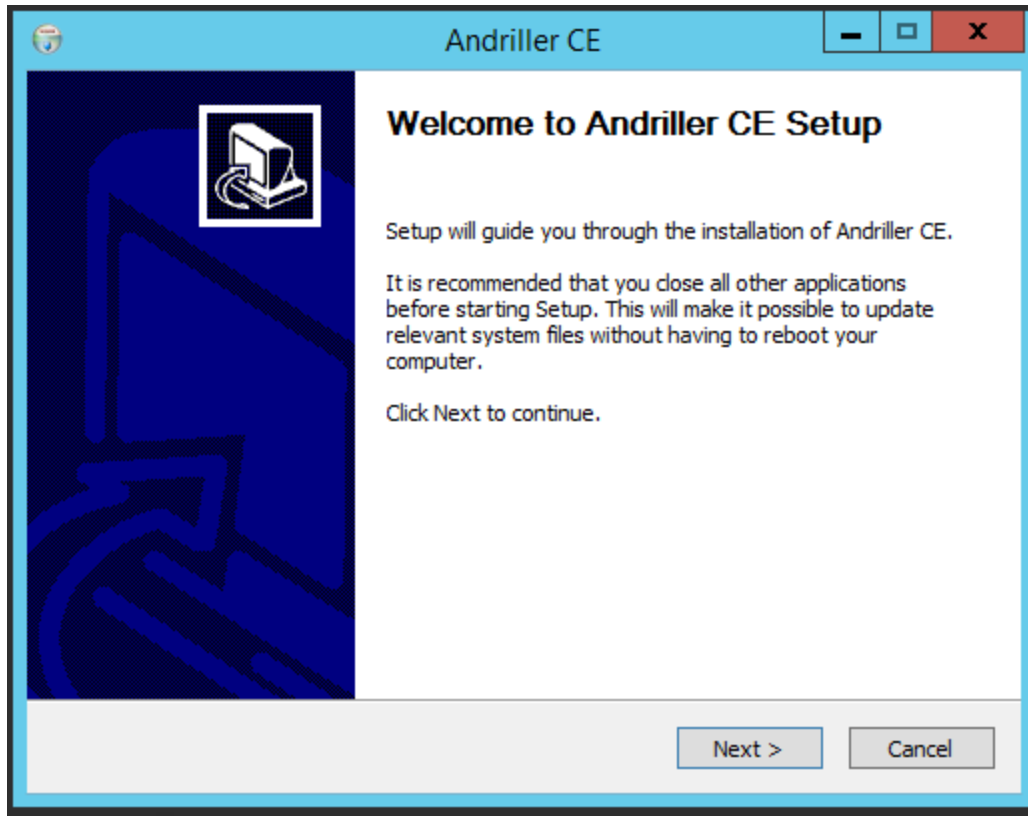 Andriller CE
Welcome to Andriller CE Setup
Setup will guide you through the installation of Andriller CE.
It is recommended that you close all other applications
before starting Setup. This will make it possible to update
relevant system files without having to reboot your
computer.
Click Next to continue.
Next >
Cancel